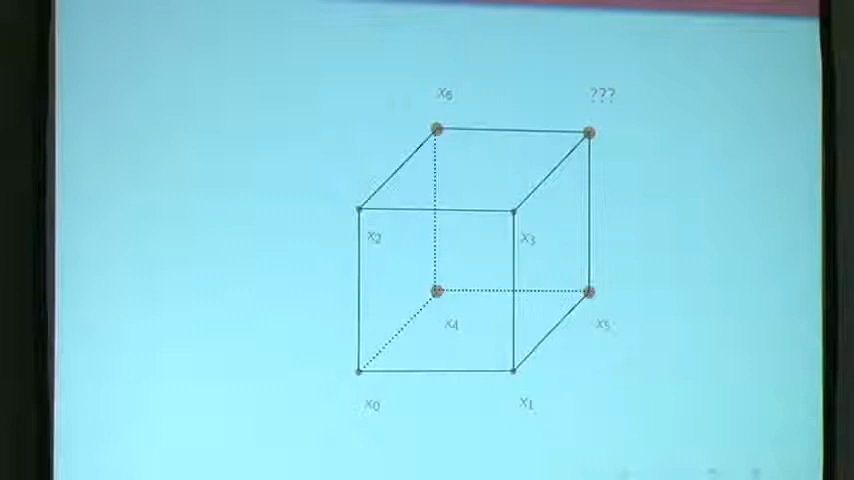 x₆ ???
x₂ x₃
x₄ x₅
x₀ x₁